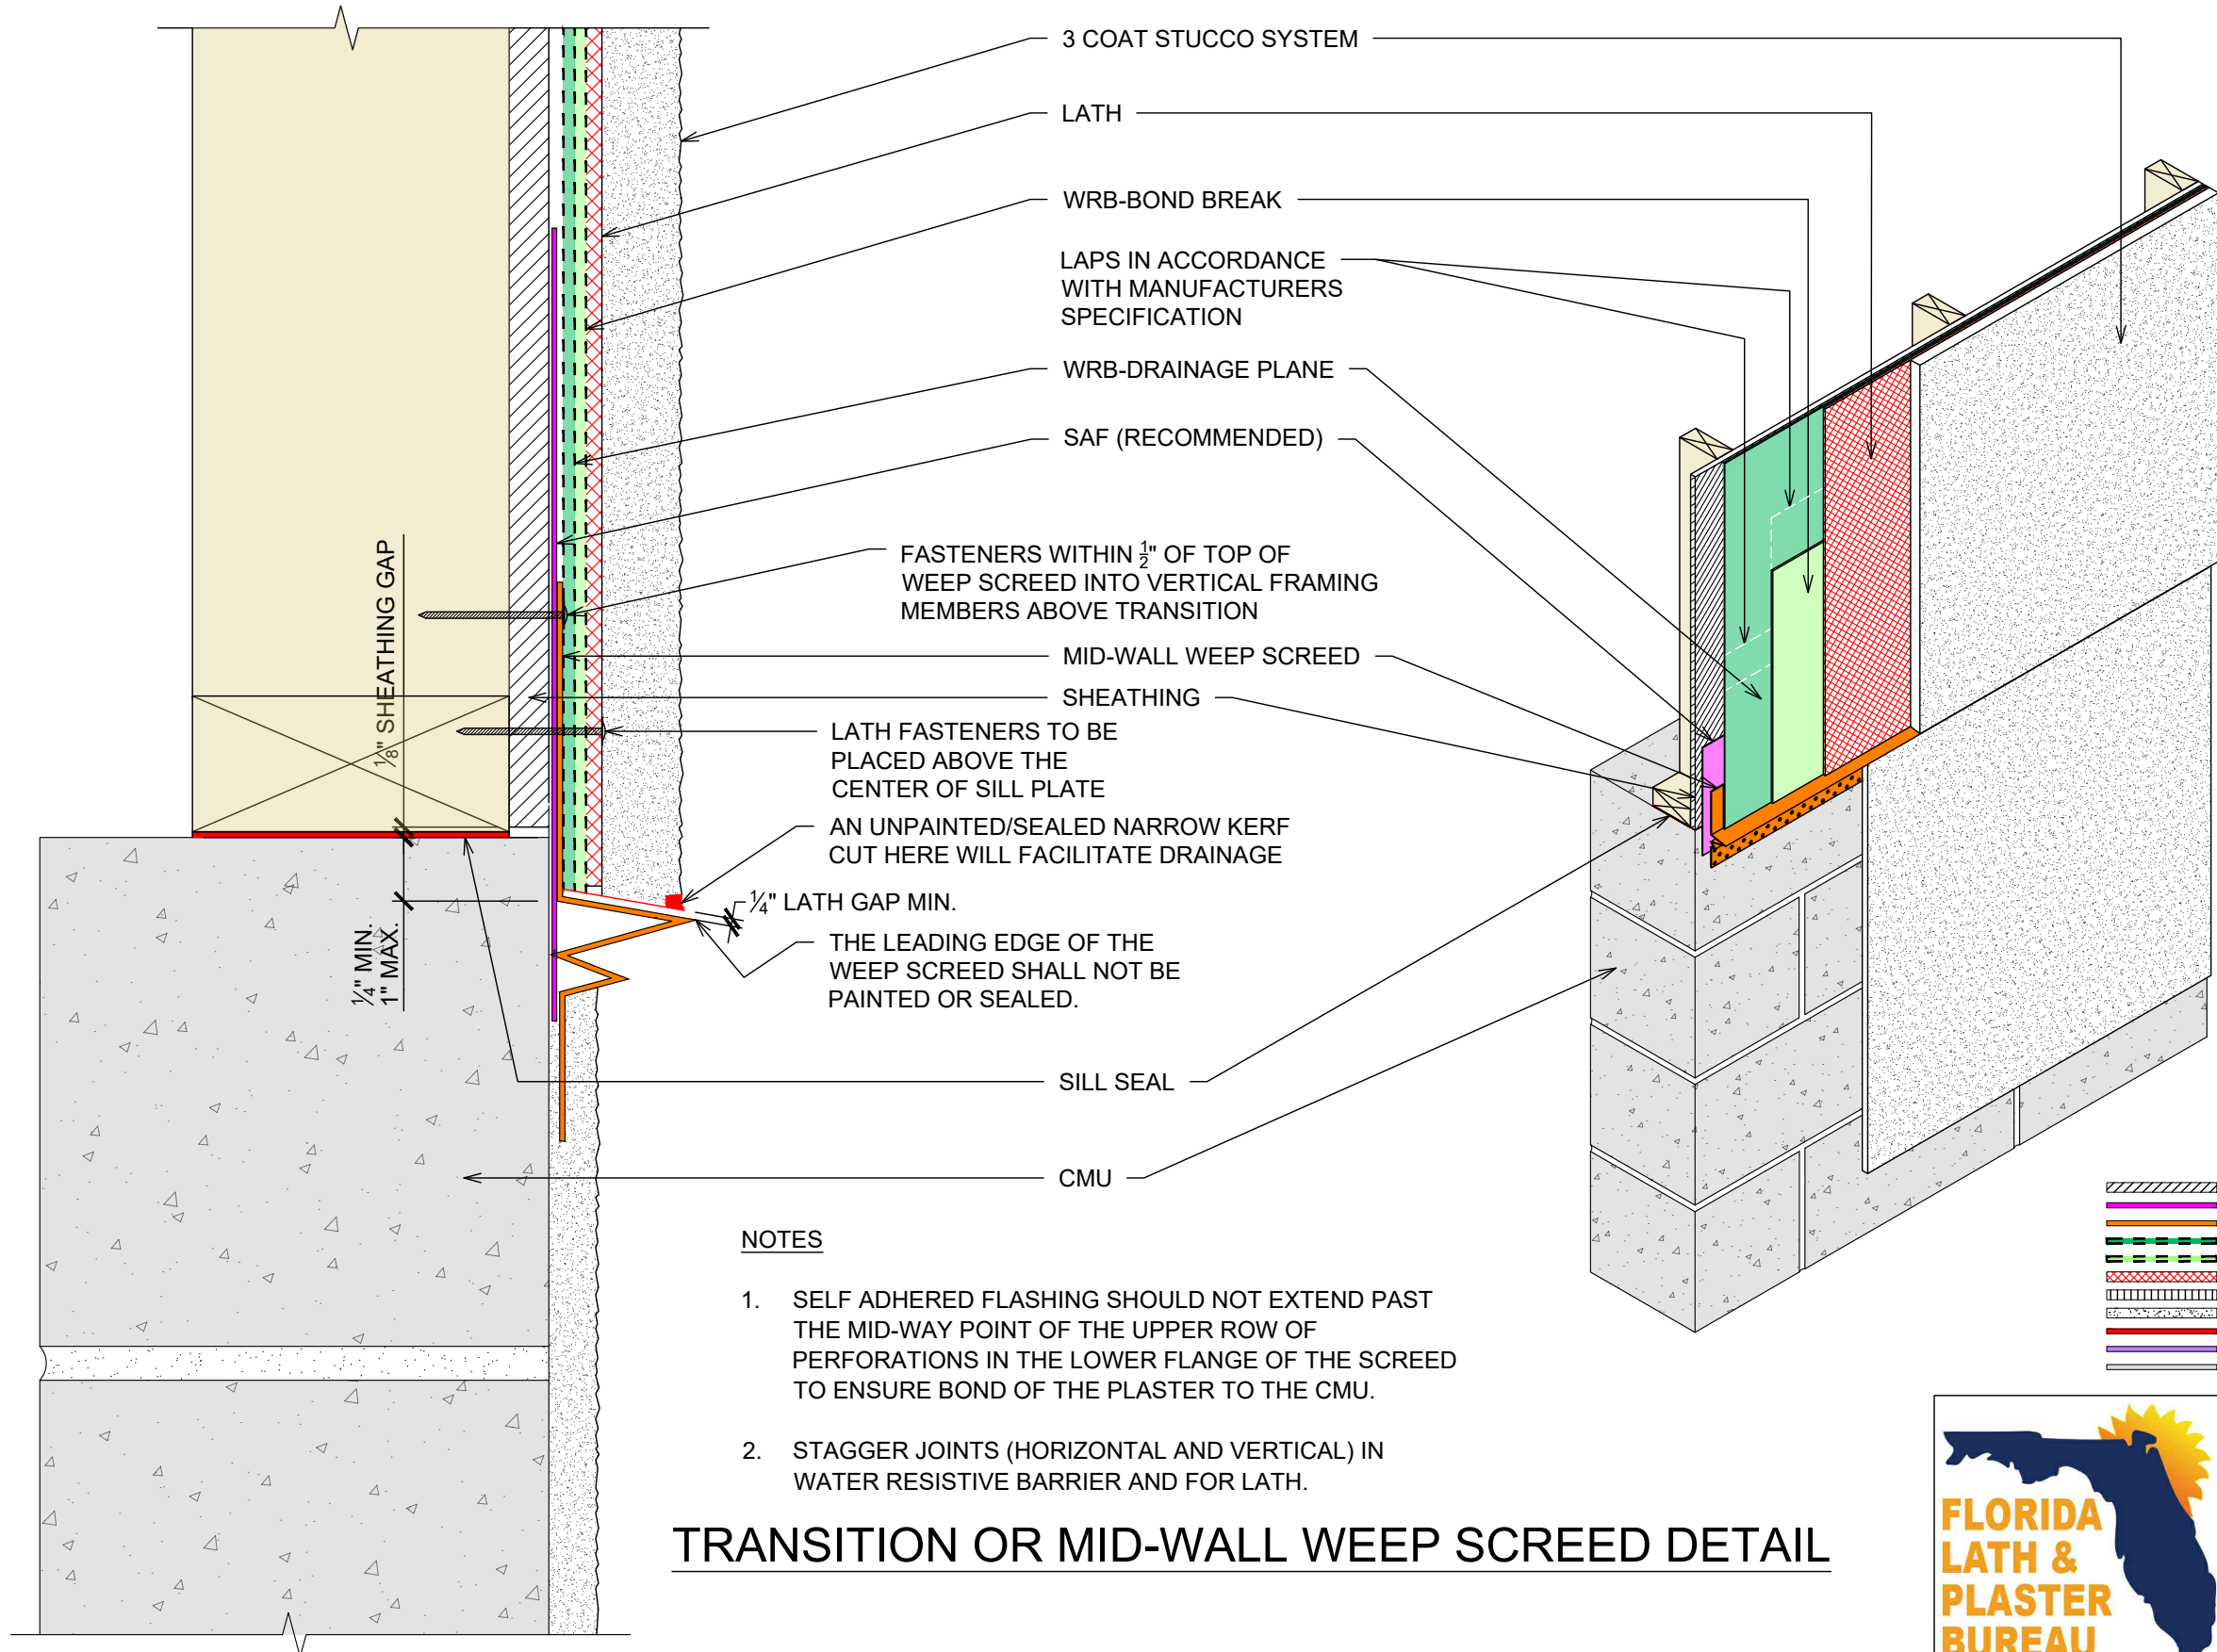 3 COAT STUCCO SYSTEM
LATH
WRB-BOND BREAK
LAPS IN ACCORDANCE
WITH MANUFACTURERS
SPECIFICATION
WRB-DRAINAGE PLANE
SAF (RECOMMENDED)
FASTENERS WITHIN ½" OF TOP OF
WEEP SCREED INTO VERTICAL FRAMING
MEMBERS ABOVE TRANSITION
MID-WALL WEEP SCREED
SHEATHING
LATH FASTENERS TO BE
PLACED ABOVE THE
CENTER OF SILL PLATE
AN UNPAINTED/SEALED NARROW KERF
CUT HERE WILL FACILITATE DRAINAGE
¼" LATH GAP MIN.
THE LEADING EDGE OF THE
WEEP SCREED SHALL NOT BE
PAINTED OR SEALED.
⅛" SHEATHING GAP
¼" MIN.
1" MAX.
SILL SEAL
CMU
NOTES
1. SELF ADHERED FLASHING SHOULD NOT EXTEND PAST
THE MID-WAY POINT OF THE UPPER ROW OF
PERFORATIONS IN THE LOWER FLANGE OF THE SCREED
TO ENSURE BOND OF THE PLASTER TO THE CMU.
2. STAGGER JOINTS (HORIZONTAL AND VERTICAL) IN
WATER RESISTIVE BARRIER AND FOR LATH.
TRANSITION OR MID-WALL WEEP SCREED DETAIL
FLORIDA
LATH &
PLASTER
BUREAU